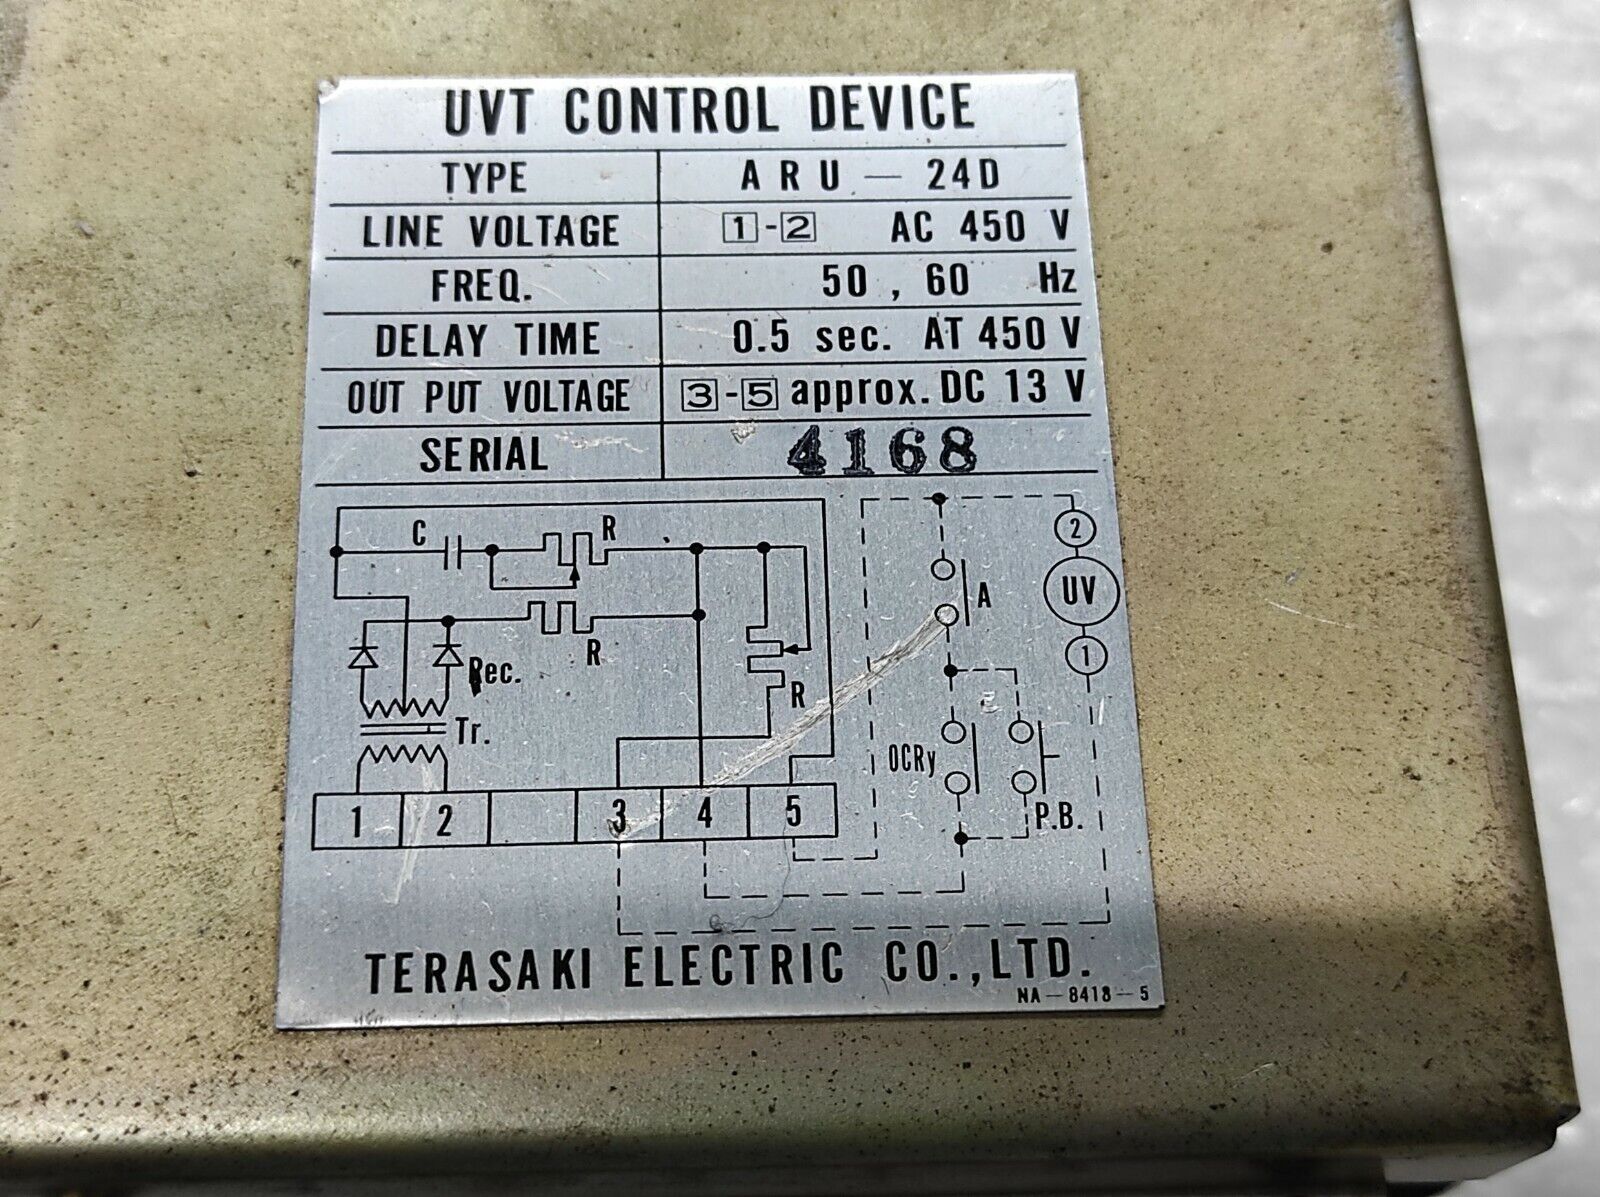 UVT CONTROL DEVICE
TYPE ARU — 24D
LINE VOLTAGE 1-2 AC 450 V
FREQ. 50 , 60 Hz
DELAY TIME 0.5 sec. AT 450 V
OUT PUT VOLTAGE 3-5 approx. DC 13 V
SERIAL 4168
C R 2
A UV
R 1
Rec. R
Tr.
OCRy
P.B.
1 2 3 4 5
TERASAKI ELECTRIC CO.,LTD.
NA-8418-5